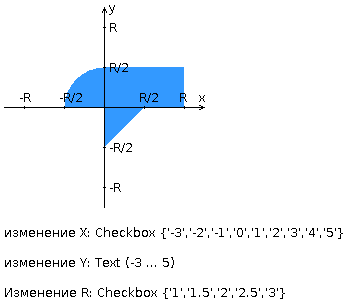 y
R
R/2
-R -R/2 R/2 R x
-R/2
-R
изменение X: Checkbox {'-3','-2','-1','0','1','2','3','4','5'}
изменение Y: Text (-3 ... 5)
Изменение R: Checkbox {'1','1.5','2','2.5','3'}